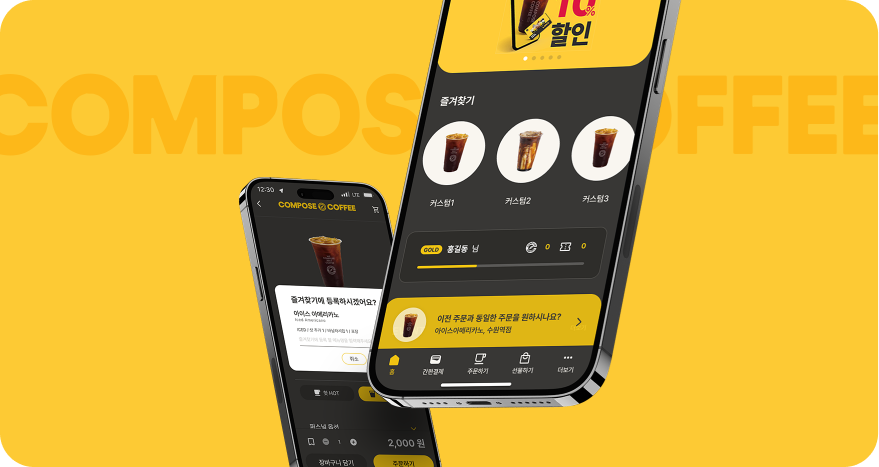 COMPOSE COFFEE
10%
할인
즐겨찾기
커스텀1
커스텀2
커스텀3
GOLD 홍길동 님 0 0
이전 주문과 동일한 주문을 원하시나요?
아이스아메리카노, 수원역점
홈 간편결제 주문하기 선물하기 더보기
12:30 LTE
COMPOSE COFFEE
즐겨찾기에 등록하시겠어요?
아이스 아메리카노
Iced Americano
취소
핫 HOT
퍼스널 옵션
1 2,000 원
장바구니 담기 주문하기